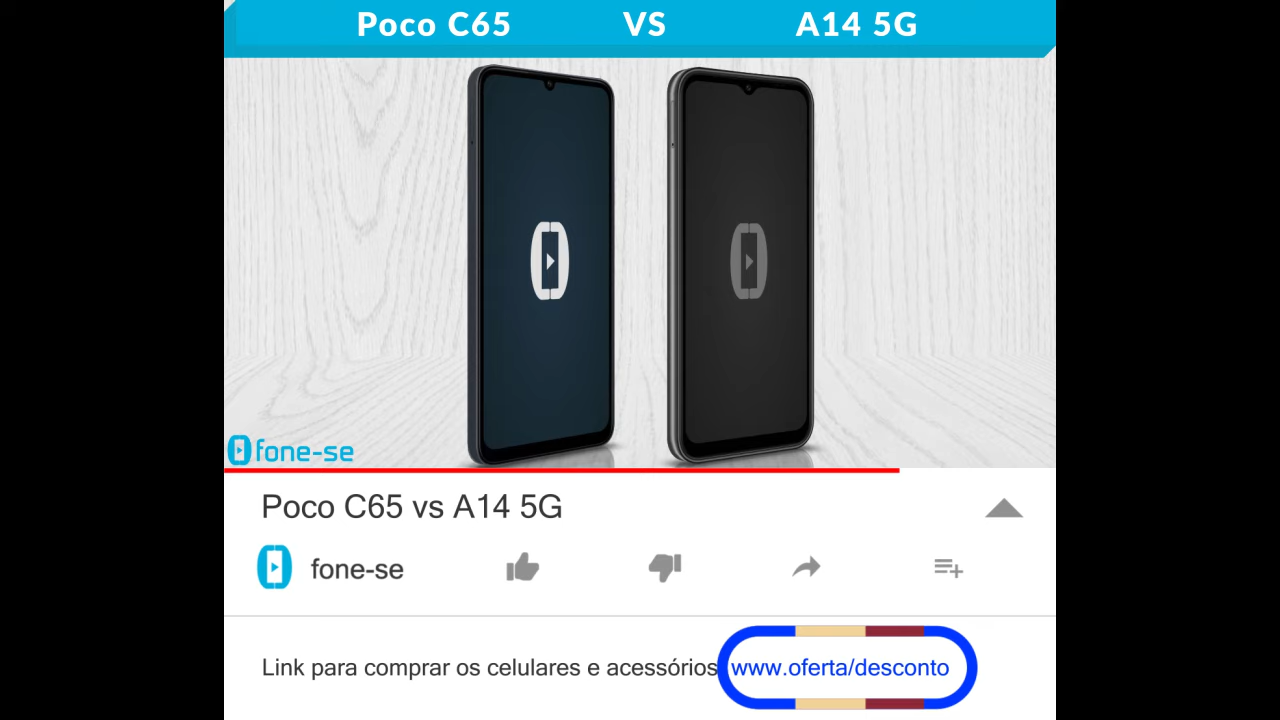 Poco C65 VS A14 5G
fone-se
Poco C65 vs A14 5G
fone-se
Link para comprar os celulares e acessórios www.oferta/desconto